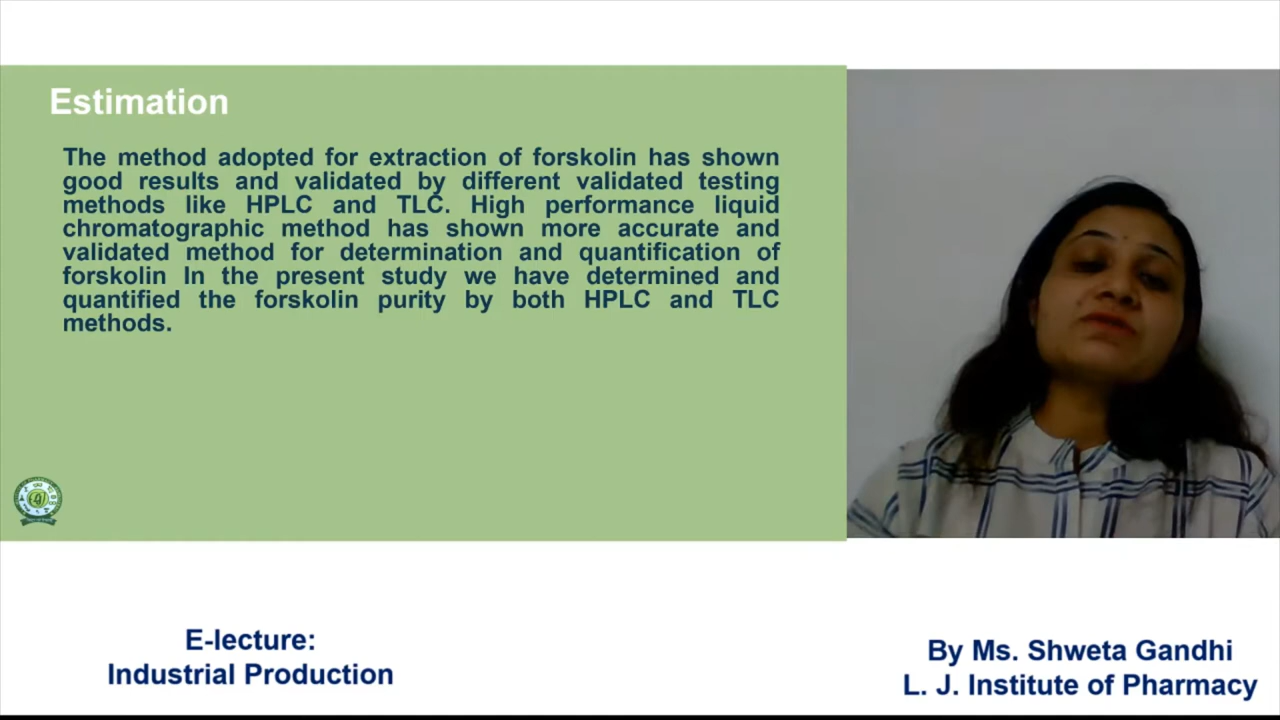 Estimation
The method adopted for extraction of forskolin has shown
good results and validated by different validated testing
methods like HPLC and TLC. High performance liquid
chromatographic method has shown more accurate and
validated method for determination and quantification of
forskolin In the present study we have determined and
quantified the forskolin purity by both HPLC and TLC
methods.
E-lecture:
Industrial Production
By Ms. Shweta Gandhi
L. J. Institute of Pharmacy